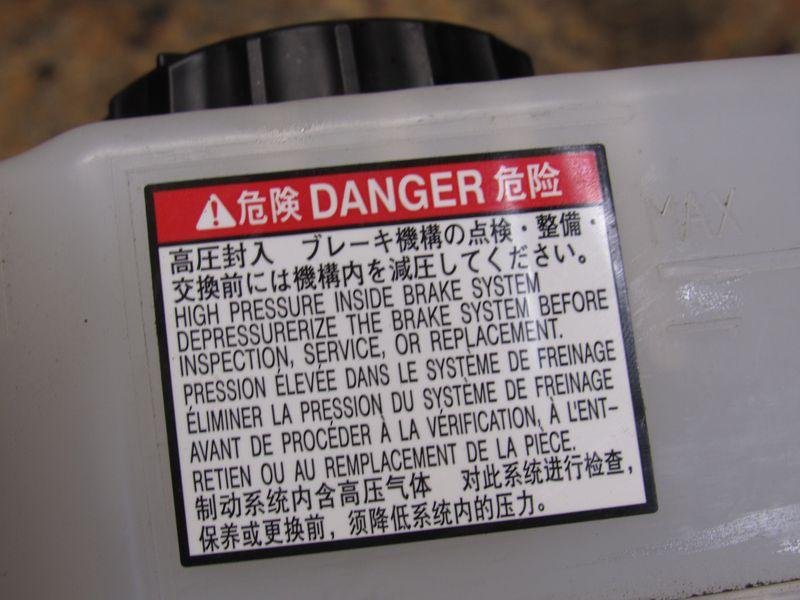 危険 DANGER 危险
高圧封入 ブレーキ機構の点検・整備・
交換前には機構内を減圧してください。
HIGH PRESSURE INSIDE BRAKE SYSTEM
DEPRESSURERIZE THE BRAKE SYSTEM BEFORE
INSPECTION, SERVICE, OR REPLACEMENT.
PRESSION ÉLEVÉE DANS LE SYSTÈME DE FREINAGE
ÉLIMINER LA PRESSION DU SYSTÈME DE FREINAGE
AVANT DE PROCÉDER À LA VÉRIFICATION, À L'ENT-
RETIEN OU AU REMPLACEMENT DE LA PIÈCE.
制动系统内含高压气体 对此系统进行检查，
保养或更换前，须降低系统内的压力。
MAX